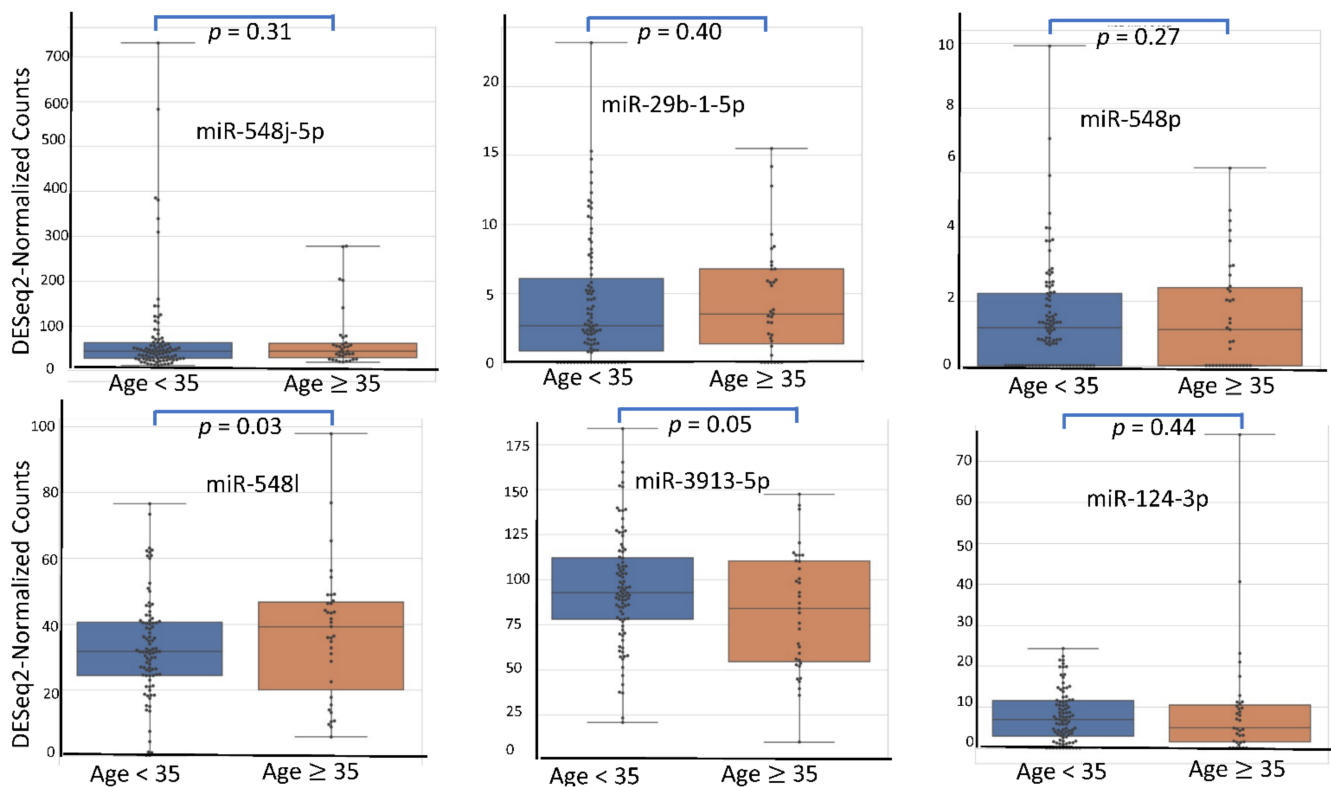 p = 0.31
p = 0.40
p = 0.27
DESeq2-Normalized Counts
miR-548j-5p
miR-29b-1-5p
miR-548p
700
600
500
400
300
200
100
0
20
15
10
5
0
10
8
6
4
2
0
Age < 35
Age ≥ 35
Age < 35
Age ≥ 35
Age < 35
Age ≥ 35
p = 0.03
p = 0.05
p = 0.44
DESeq2-Normalized Counts
miR-548l
miR-3913-5p
miR-124-3p
100
80
60
40
20
0
175
150
125
100
75
50
25
0
70
60
50
40
30
20
10
0
Age < 35
Age ≥ 35
Age < 35
Age ≥ 35
Age < 35
Age ≥ 35